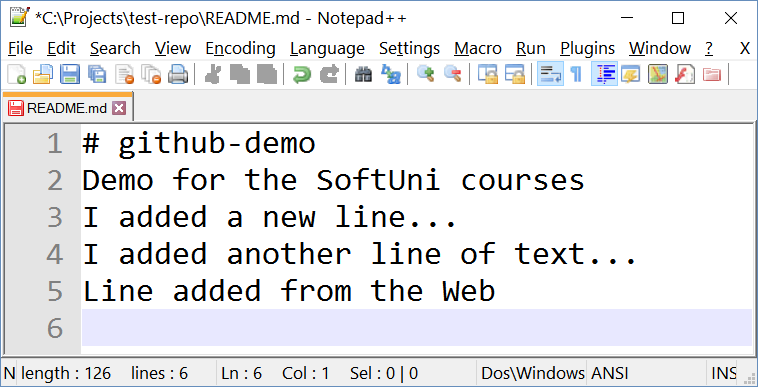 *C:\Projects\test-repo\README.md - Notepad++
File Edit Search View Encoding Language Settings Macro Run Plugins Window ? X
README.md
1 # github-demo
2 Demo for the SoftUni courses
3 I added a new line...
4 I added another line of text...
5 Line added from the Web
6
N length : 126 lines : 6 Ln : 6 Col : 1 Sel : 0 | 0 Dos\Windows ANSI INS